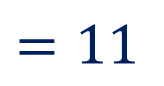 = 11